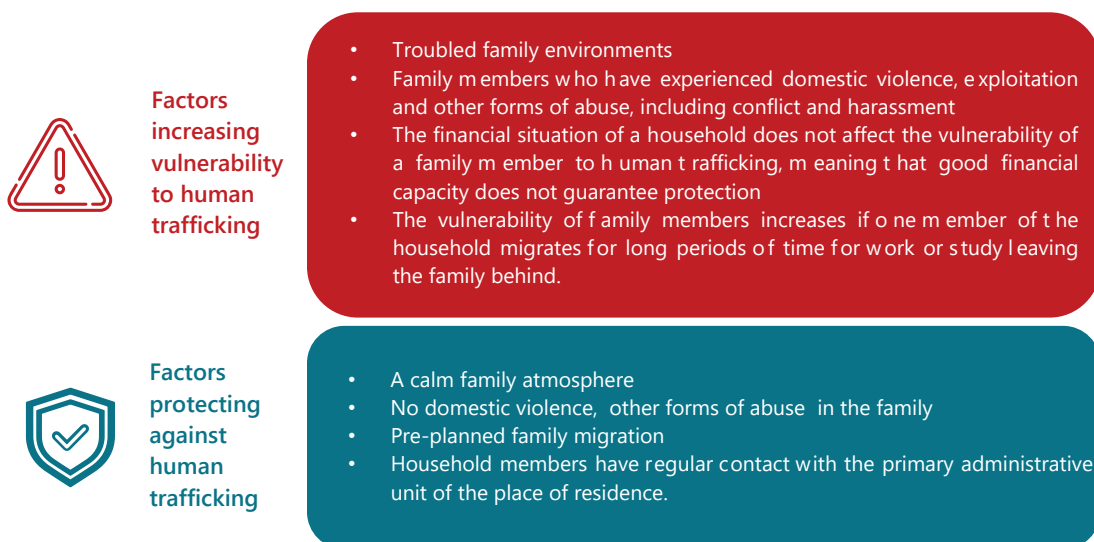 Factors
increasing
vulnerability
to human
trafficking
• Troubled family environments
• Family members who have experienced domestic violence, exploitation
and other forms of abuse, including conflict and harassment
• The financial situation of a household does not affect the vulnerability of
a family member to human trafficking, meaning that good financial
capacity does not guarantee protection
• The vulnerability of family members increases if one member of the
household migrates for long periods of time for work or study leaving
the family behind.
Factors
protecting
against
human
trafficking
• A calm family atmosphere
• No domestic violence, other forms of abuse in the family
• Pre-planned family migration
• Household members have regular contact with the primary administrative
unit of the place of residence.